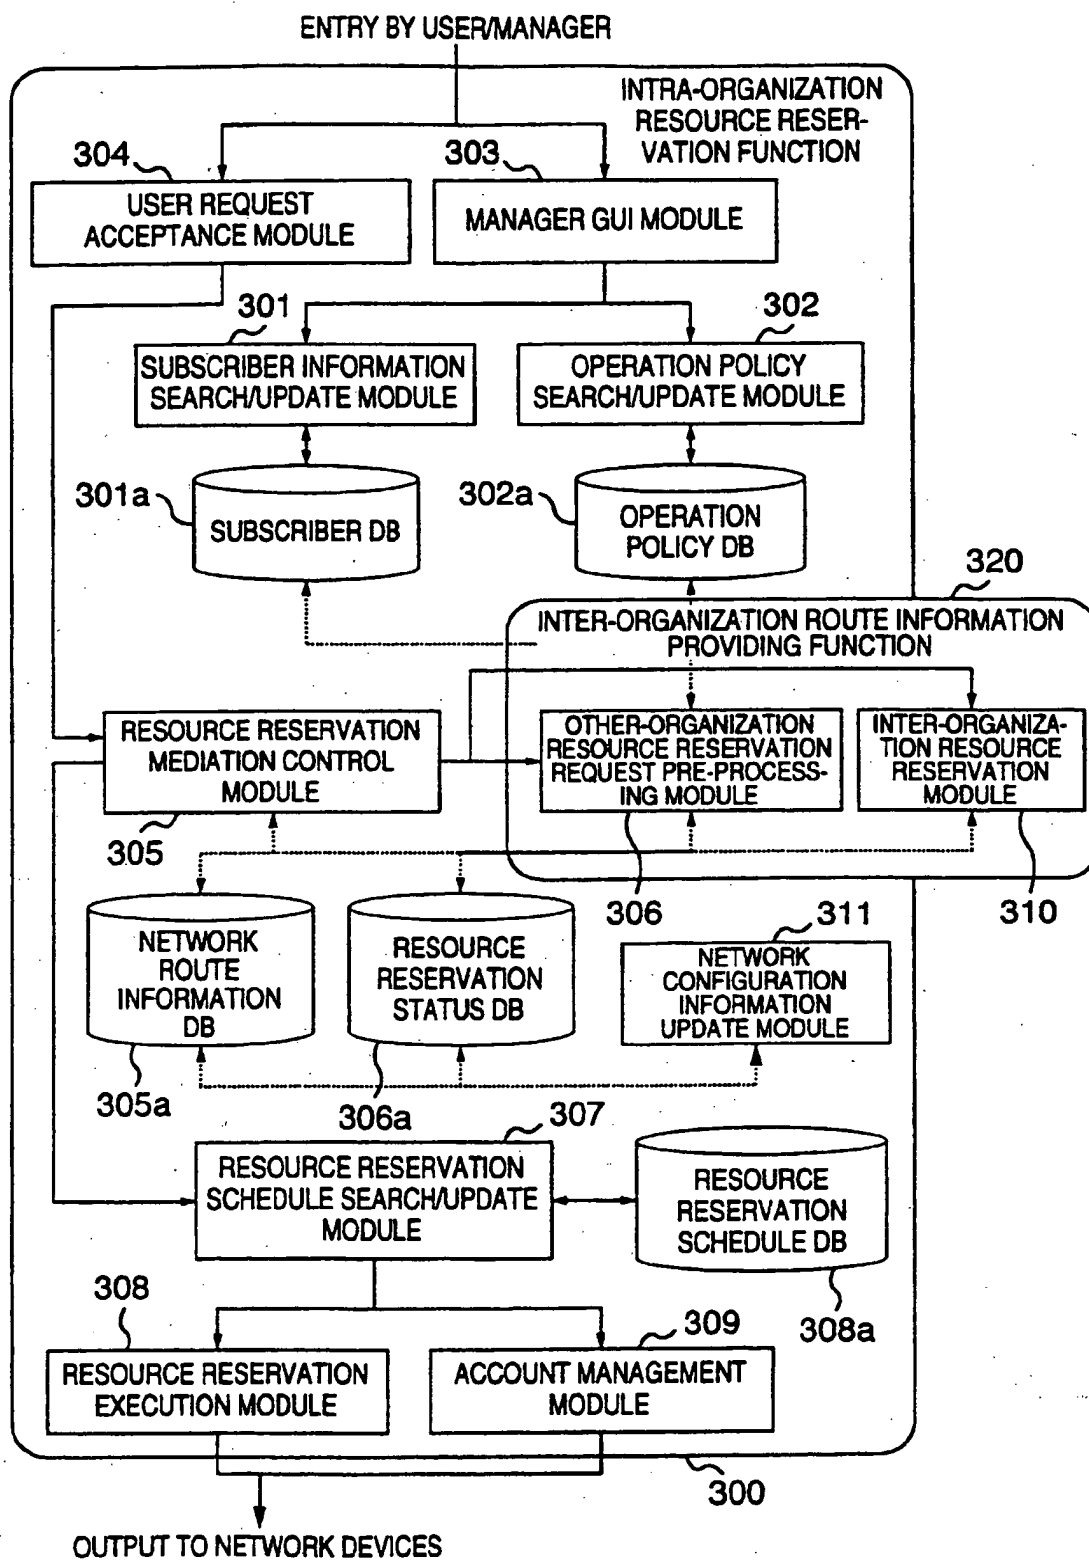 ENTRY BY USER/MANAGER
INTRA-ORGANIZATION
RESOURCE RESER-
VATION FUNCTION
304
303
USER REQUEST
ACCEPTANCE MODULE
MANAGER GUI MODULE
301
302
SUBSCRIBER INFORMATION
SEARCH/UPDATE MODULE
OPERATION POLICY
SEARCH/UPDATE MODULE
301a
SUBSCRIBER DB
302a
OPERATION
POLICY DB
320
INTER-ORGANIZATION ROUTE INFORMATION
PROVIDING FUNCTION
RESOURCE RESERVATION
MEDIATION CONTROL
MODULE
OTHER-ORGANIZATION
RESOURCE RESERVATION
REQUEST PRE-PROCESS-
ING MODULE
INTER-ORGANIZA-
TION RESOURCE
RESERVATION
MODULE
305
306
310
311
NETWORK
ROUTE
INFORMATION
DB
RESOURCE
RESERVATION
STATUS DB
NETWORK
CONFIGURATION
INFORMATION
UPDATE MODULE
305a
306a
307
RESOURCE RESERVATION
SCHEDULE SEARCH/UPDATE
MODULE
RESOURCE
RESERVATION
SCHEDULE DB
308
309
308a
RESOURCE RESERVATION
EXECUTION MODULE
ACCOUNT MANAGEMENT
MODULE
300
OUTPUT TO NETWORK DEVICES